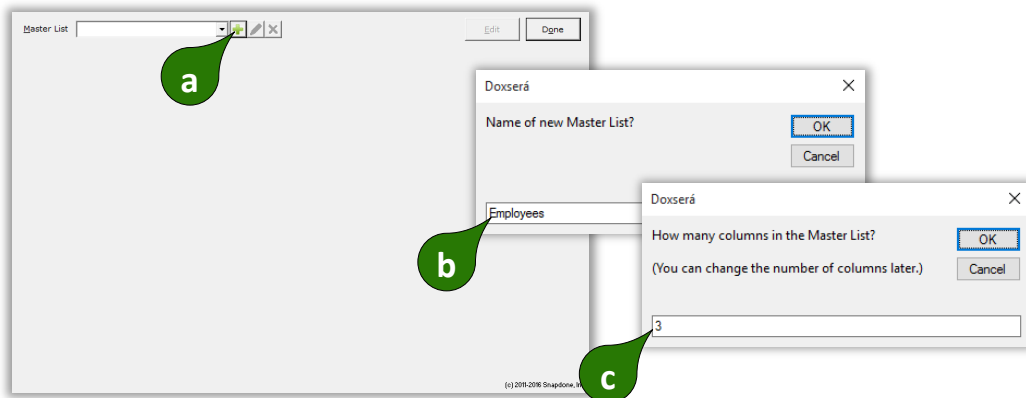 Master List
Edit
Done
a
Doxserá
Name of new Master List?
OK
Cancel
Employees
b
Doxserá
How many columns in the Master List?
OK
(You can change the number of columns later.)
Cancel
3
c
(c) 2011-2016 Snapdone, In